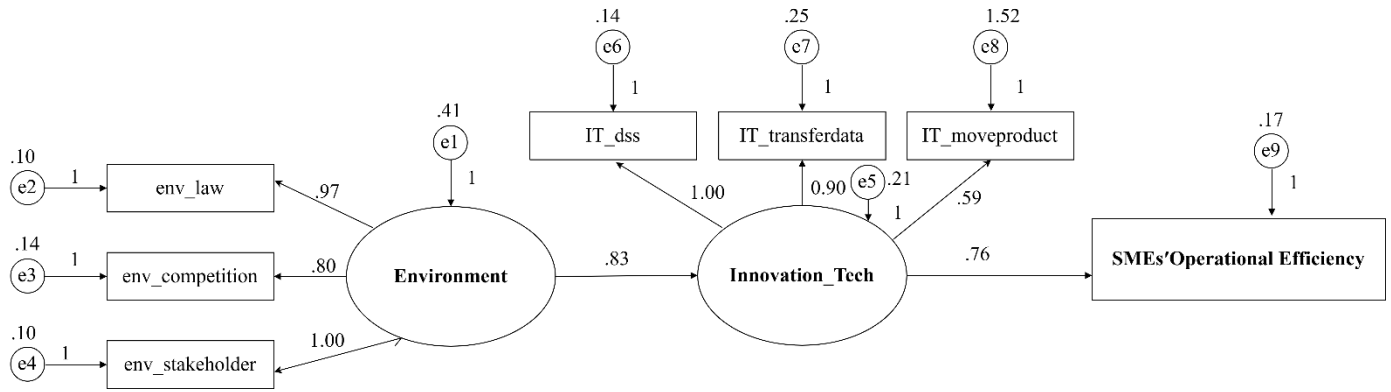 .14
.25
1.52
e6
e7
e8
1
1
1
.41
.17
IT_dss
IT_transferdata
IT_moveproduct
e1
e9
.10
e2
1
env_law
.97
1
1.00
0.90
e5
.21
1
.59
1
.14
e3
1
env_competition
.80
Environment
.83
Innovation_Tech
.76
SMEs′Operational Efficiency
.10
e4
1
env_stakeholder
1.00